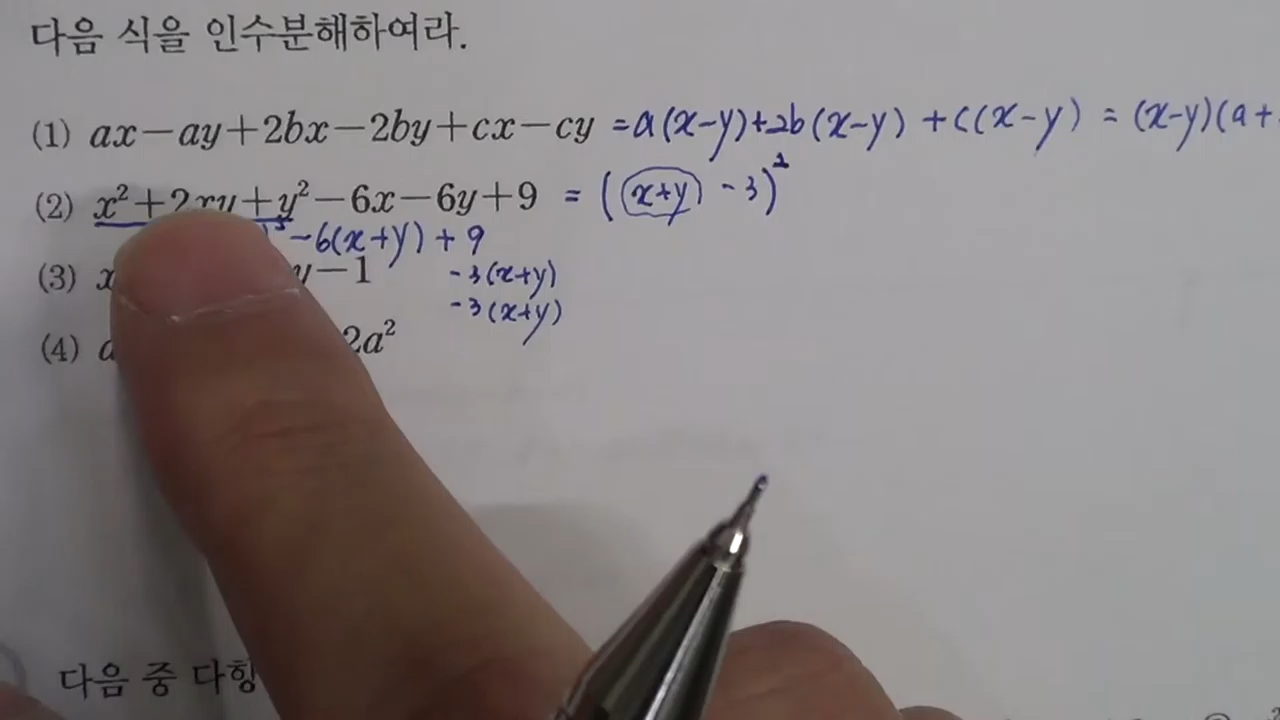 다음 식을 인수분해하여라.
(1) ax-ay+2bx-2by+cx-cy =a(x-y)+2b(x-y) +c(x-y) = (x-y)(a+
(2) x²+2xy+y²-6x-6y+9 = ((x+y) -3)²
-6(x+y) + 9
(3) x y-1
-3(x+y)
-3(x+y)
(4) a 2a²
다음 중 다항